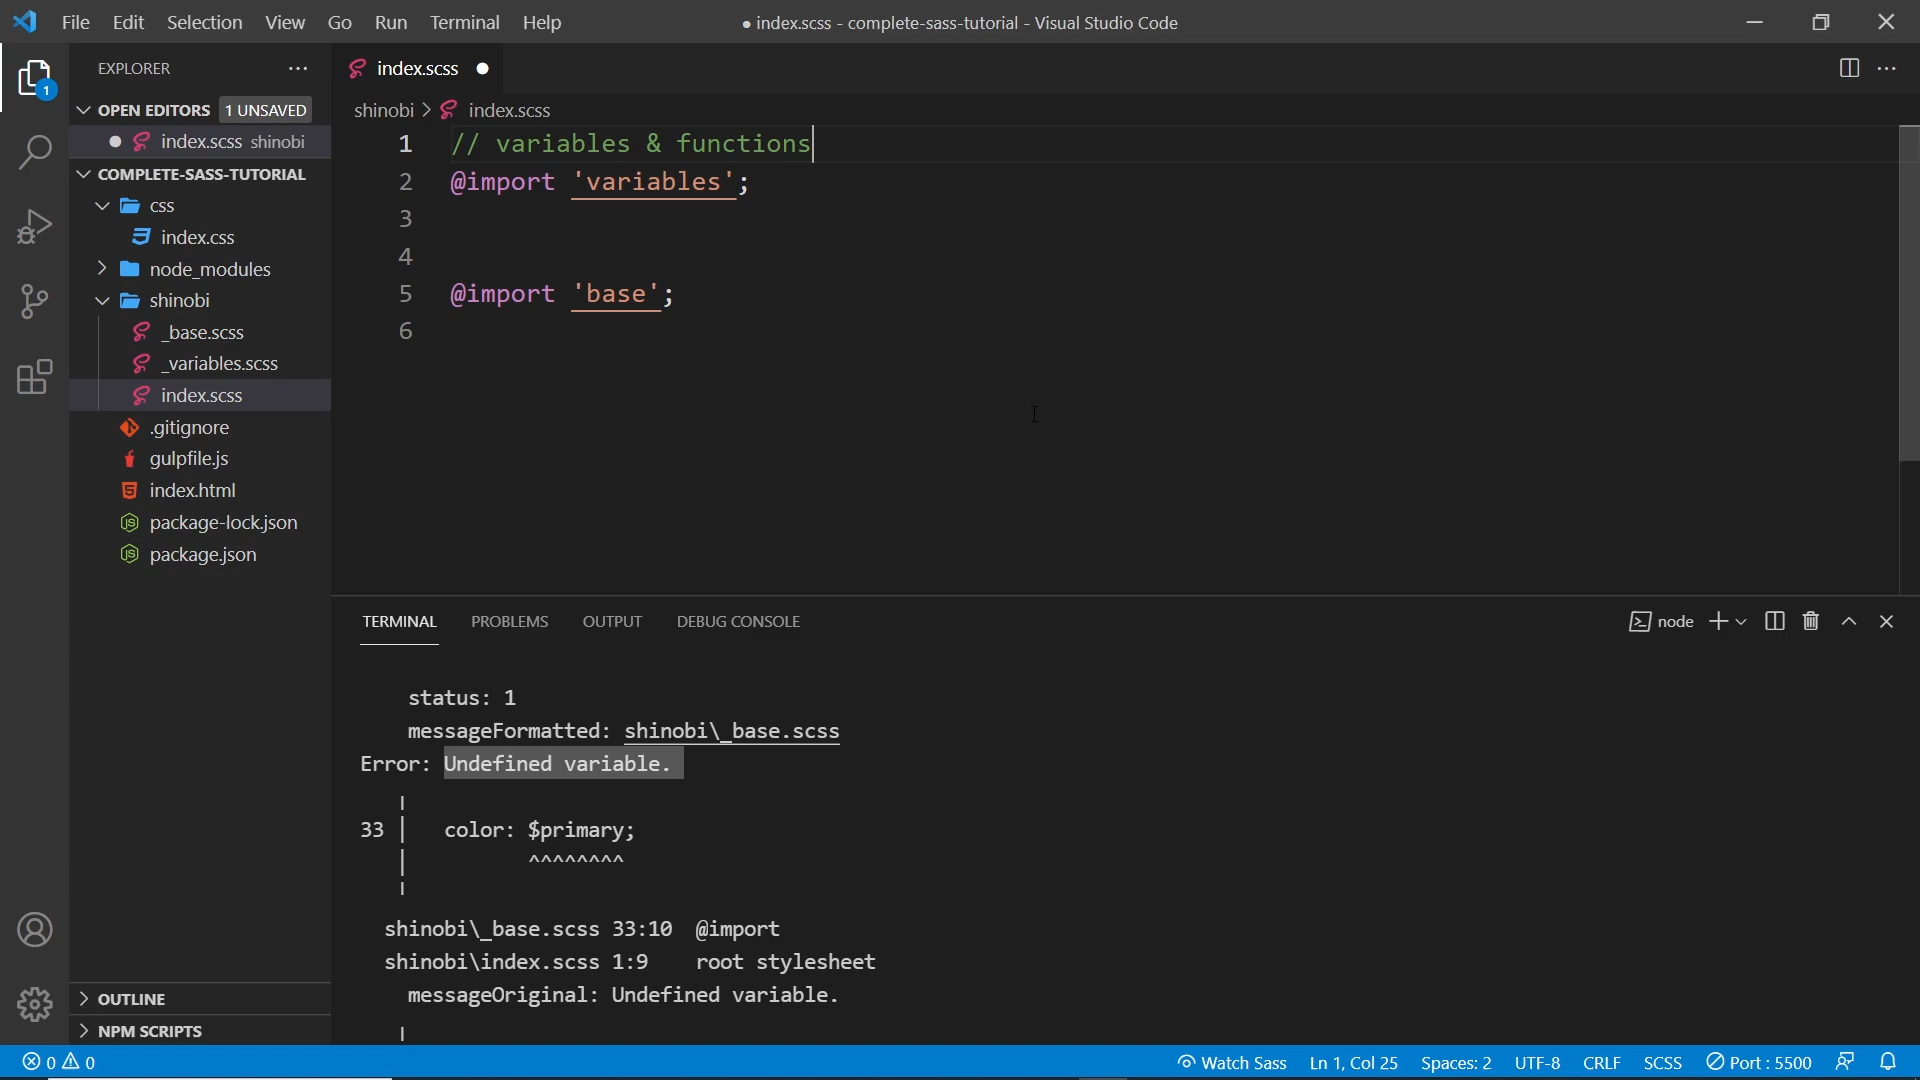 File Edit Selection View Go Run Terminal Help
● index.scss - complete-sass-tutorial - Visual Studio Code
EXPLORER
1
OPEN EDITORS 1 UNSAVED
index.scss shinobi
COMPLETE-SASS-TUTORIAL
css
index.css
node_modules
shinobi
_base.scss
_variables.scss
index.scss
.gitignore
gulpfile.js
index.html
package-lock.json
package.json
OUTLINE
NPM SCRIPTS
index.scss
shinobi > index.scss
1 // variables & functions
2 @import 'variables';
3
4
5 @import 'base';
6
TERMINAL PROBLEMS OUTPUT DEBUG CONSOLE
node
status: 1
messageFormatted: shinobi\_base.scss
Error: Undefined variable.
|
33 | color: $primary;
| ^^^^^^^^
|
shinobi\_base.scss 33:10 @import
shinobi\index.scss 1:9 root stylesheet
messageOriginal: Undefined variable.
|
0 0
Watch Sass Ln 1, Col 25 Spaces: 2 UTF-8 CRLF SCSS Port : 5500